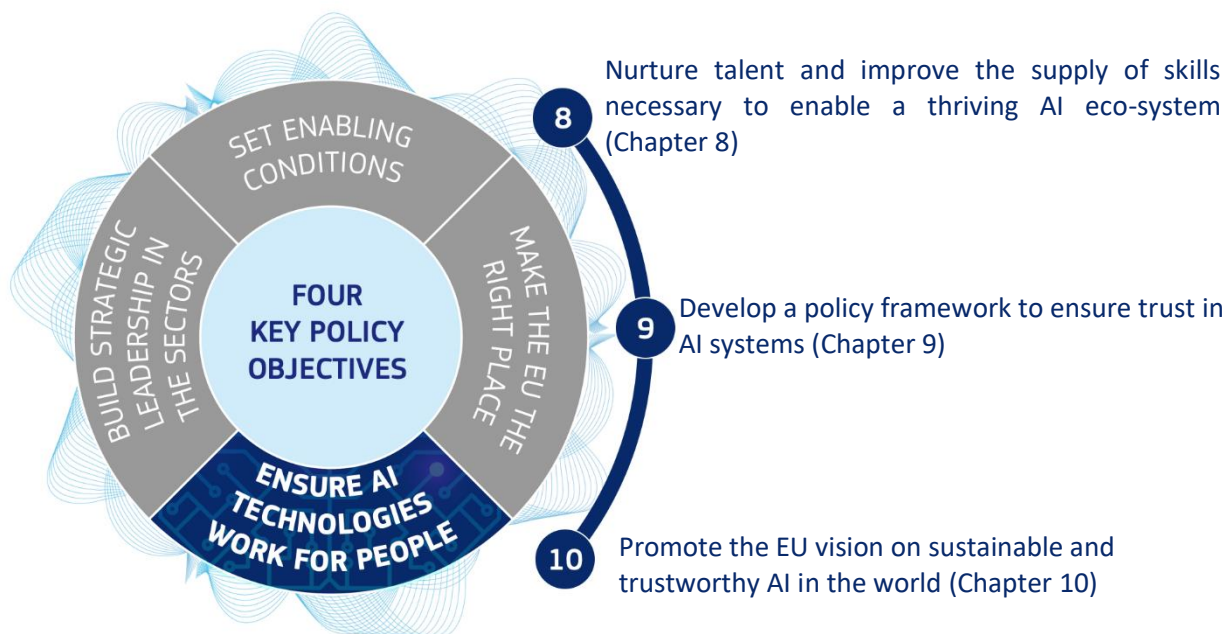 SET ENABLING
CONDITIONS
MAKE THE EU THE
RIGHT PLACE
BUILD STRATEGIC
LEADERSHIP IN
THE SECTORS
FOUR
KEY POLICY
OBJECTIVES
ENSURE AI
TECHNOLOGIES
WORK FOR PEOPLE
8
Nurture talent and improve the supply of skills
necessary to enable a thriving AI eco-system
(Chapter 8)
9
Develop a policy framework to ensure trust in
AI systems (Chapter 9)
10
Promote the EU vision on sustainable and
trustworthy AI in the world (Chapter 10)